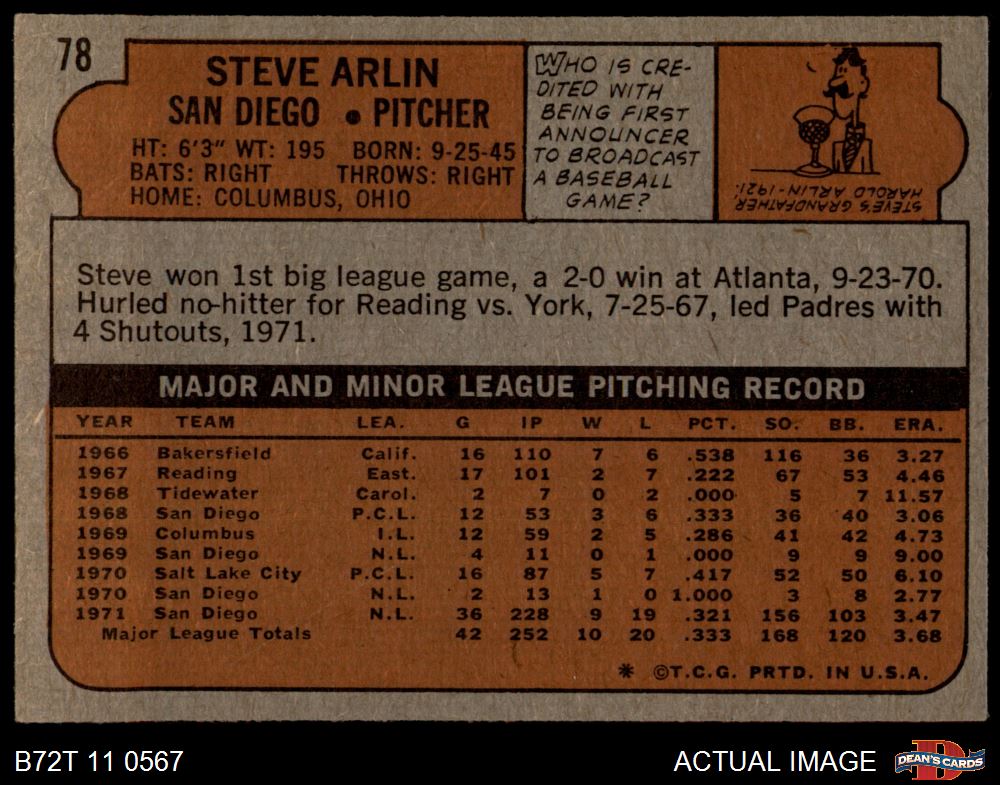 78
STEVE ARLIN
SAN DIEGO • PITCHER
HT: 6'3" WT: 195 BORN: 9-25-45
BATS: RIGHT THROWS: RIGHT
HOME: COLUMBUS, OHIO
WHO IS CRE-
DITED WITH
BEING FIRST
ANNOUNCER
TO BROADCAST
A BASEBALL
GAME?
STEVE'S GRANDFATHER
HAROLD ARLIN - 1921.
Steve won 1st big league game, a 2-0 win at Atlanta, 9-23-70.
Hurled no-hitter for Reading vs. York, 7-25-67, led Padres with
4 Shutouts, 1971.
MAJOR AND MINOR LEAGUE PITCHING RECORD
YEAR TEAM LEA. G IP W L PCT. SO. BB. ERA.
1966 Bakersfield Calif. 16 110 7 6 .538 116 36 3.27
1967 Reading East. 17 101 2 7 .222 67 53 4.46
1968 Tidewater Carol. 2 7 0 2 .000 5 7 11.57
1968 San Diego P.C.L. 12 53 3 6 .333 36 40 3.06
1969 Columbus I.L. 12 59 2 5 .286 41 42 4.73
1969 San Diego N.L. 4 11 0 1 .000 9 9 9.00
1970 Salt Lake City P.C.L. 16 87 5 7 .417 52 50 6.10
1970 San Diego N.L. 2 13 1 0 1.000 3 8 2.77
1971 San Diego N.L. 36 228 9 19 .321 156 103 3.47
Major League Totals 42 252 10 20 .333 168 120 3.68
* ©T.C.G. PRTD. IN U.S.A.
B72T 11 0567
ACTUAL IMAGE
DEAN'S CARDS